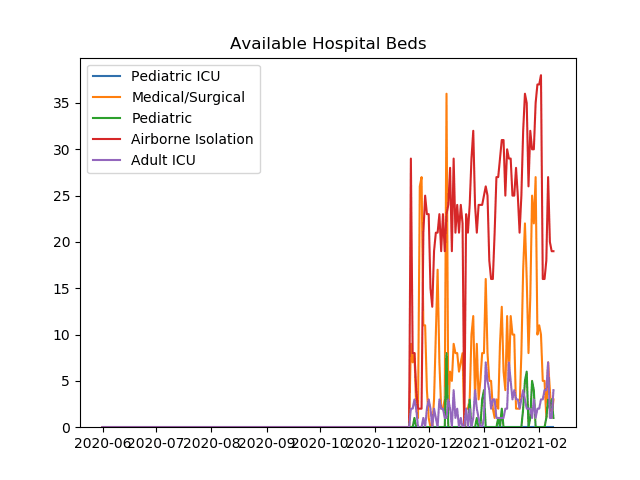 Available Hospital Beds
Pediatric ICU
Medical/Surgical
Pediatric
Airborne Isolation
Adult ICU
35
30
25
20
15
10
5
0
2020-06 2020-07 2020-08 2020-09 2020-10 2020-11 2020-12 2021-01 2021-02